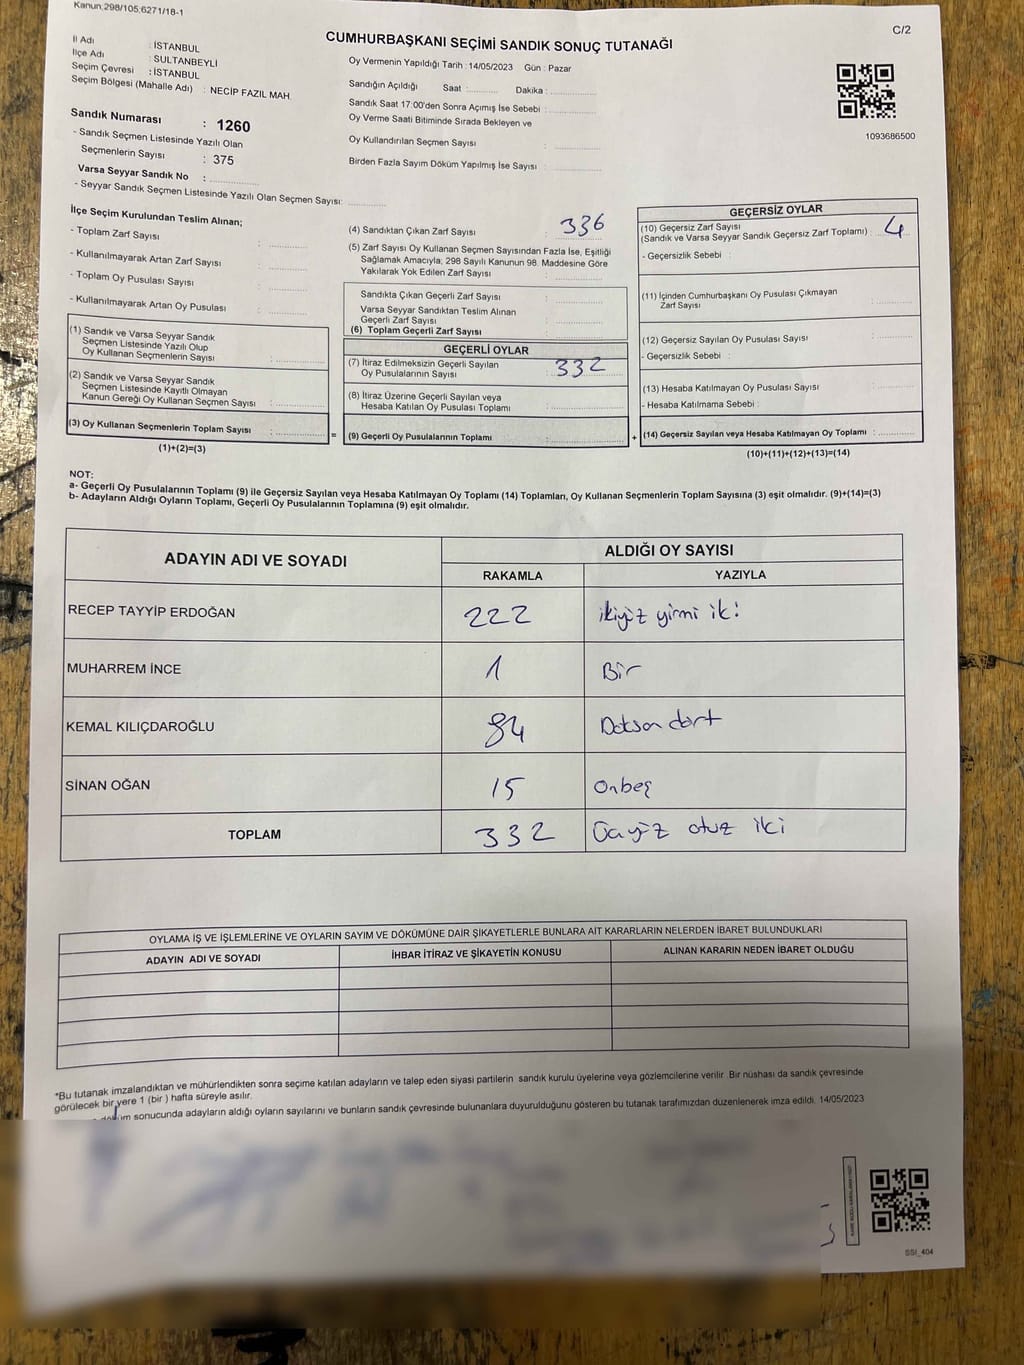 Kanun:298/105;6271/18-1
C/2
CUMHURBAŞKANI SEÇİMİ SANDIK SONUÇ TUTANAĞI
İl Adı : İSTANBUL
İlçe Adı : SULTANBEYLİ
Seçim Çevresi : İSTANBUL
Seçim Bölgesi (Mahalle Adı) : NECİP FAZIL MAH.
Sandık Numarası : 1260
- Sandık Seçmen Listesinde Yazılı Olan
Seçmenlerin Sayısı : 375
Varsa Seyyar Sandık No :
- Seyyar Sandık Seçmen Listesinde Yazılı Olan Seçmen Sayısı:
Oy Vermenin Yapıldığı Tarih : 14/05/2023 Gün : Pazar
Sandığın Açıldığı Saat : Dakika :
Sandık Saat 17:00'den Sonra Açımış İse Sebebi :
Oy Verme Saati Bitiminde Sırada Bekleyen ve
Oy Kullandırılan Seçmen Sayısı :
Birden Fazla Sayım Döküm Yapılmış İse Sayısı :
1093686500
İlçe Seçim Kurulundan Teslim Alınan;
- Toplam Zarf Sayısı :
- Kullanılmayarak Artan Zarf Sayısı :
- Toplam Oy Pusulası Sayısı :
- Kullanılmayarak Artan Oy Pusulası :
(1) Sandık ve Varsa Seyyar Sandık
Seçmen Listesinde Yazılı Olup
Oy Kullanan Seçmenlerin Sayısı :
(2) Sandık ve Varsa Seyyar Sandık
Seçmen Listesinde Kayıtlı Olmayan
Kanun Gereği Oy Kullanan Seçmen Sayısı :
(3) Oy Kullanan Seçmenlerin Toplam Sayısı :
(1)+(2)=(3)
=
(4) Sandıktan Çıkan Zarf Sayısı : 336
(5) Zarf Sayısı Oy Kullanan Seçmen Sayısından Fazla İse, Eşitliği
Sağlamak Amacıyla; 298 Sayılı Kanunun 98. Maddesine Göre
Yakılarak Yok Edilen Zarf Sayısı :
Sandıkta Çıkan Geçerli Zarf Sayısı :
Varsa Seyyar Sandıktan Teslim Alınan
Geçerli Zarf Sayısı :
(6) Toplam Geçerli Zarf Sayısı :
GEÇERLİ OYLAR
(7) İtiraz Edilmeksizin Geçerli Sayılan
Oy Pusulalarının Sayısı : 332
(8) İtiraz Üzerine Geçerli Sayılan veya
Hesaba Katılan Oy Pusulası Toplamı :
(9) Geçerli Oy Pusulalarının Toplamı :
+
GEÇERSİZ OYLAR
(10) Geçersiz Zarf Sayısı
(Sandık ve Varsa Seyyar Sandık Geçersiz Zarf Toplamı) : 4
- Geçersizlik Sebebi :
(11) İçinden Cumhurbaşkanı Oy Pusulası Çıkmayan
Zarf Sayısı :
(12) Geçersiz Sayılan Oy Pusulası Sayısı :
- Geçersizlik Sebebi :
(13) Hesaba Katılmayan Oy Pusulası Sayısı :
- Hesaba Katılmama Sebebi :
(14) Geçersiz Sayılan veya Hesaba Katılmayan Oy Toplamı :
(10)+(11)+(12)+(13)=(14)
NOT:
a- Geçerli Oy Pusulalarının Toplamı (9) ile Geçersiz Sayılan veya Hesaba Katılmayan Oy Toplamı (14) Toplamları, Oy Kullanan Seçmenlerin Toplam Sayısına (3) eşit olmalıdır. (9)+(14)=(3)
b- Adayların Aldığı Oyların Toplamı, Geçerli Oy Pusulalarının Toplamına (9) eşit olmalıdır.
ADAYIN ADI VE SOYADI ALDIĞI OY SAYISI
RAKAMLA YAZIYLA
RECEP TAYYİP ERDOĞAN 222 ikiyüz yirmi iki
MUHARREM İNCE 1 Bir
KEMAL KILIÇDAROĞLU 94 Doksan dört
SİNAN OĞAN 15 Onbeş
TOPLAM 332 Üçyüz otuz iki
OYLAMA İŞ VE İŞLEMLERİNE VE OYLARIN SAYIM VE DÖKÜMÜNE DAİR ŞİKAYETLERLE BUNLARA AİT KARARLARIN NELERDEN İBARET BULUNDUKLARI
ADAYIN ADI VE SOYADI İHBAR İTİRAZ VE ŞİKAYETİN KONUSU ALINAN KARARIN NEDEN İBARET OLDUĞU
*Bu tutanak imzalandıktan ve mühürlendikten sonra seçime katılan adayların ve talep eden siyasi partilerin sandık kurulu üyelerine veya gözlemcilerine verilir. Bir nüshası da sandık çevresinde
görülecek bir yere 1 (bir ) hafta süreyle asılır.
döküm sonucunda adayların aldığı oyların sayılarını ve bunların sandık çevresinde bulunanlara duyurulduğunu gösteren bu tutanak tarafımızdan düzenlenerek imza edildi. 14/05/2023
SSI_404